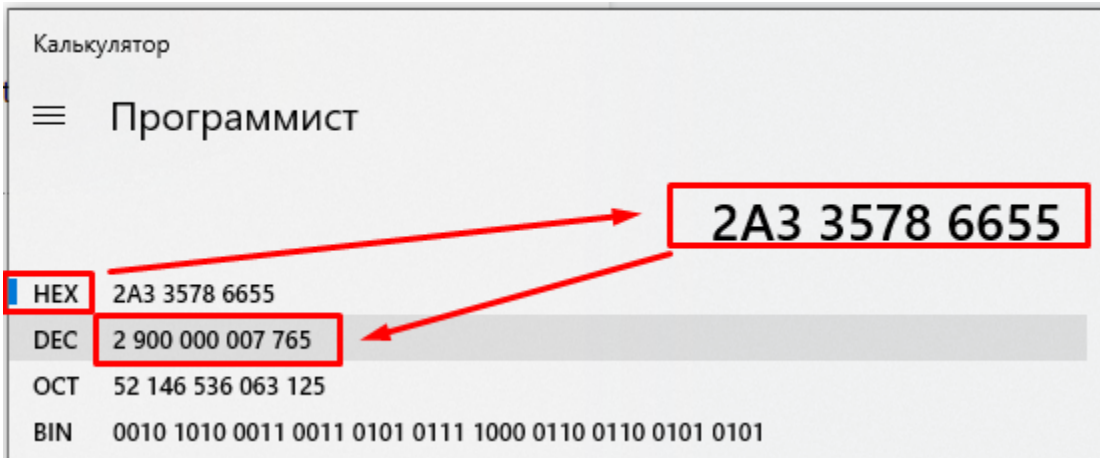 Калькулятор
t
Программист
2A3 3578 6655
HEX 2A3 3578 6655
DEC 2 900 000 007 765
OCT 52 146 536 063 125
BIN 0010 1010 0011 0011 0101 0111 1000 0110 0110 0101 0101